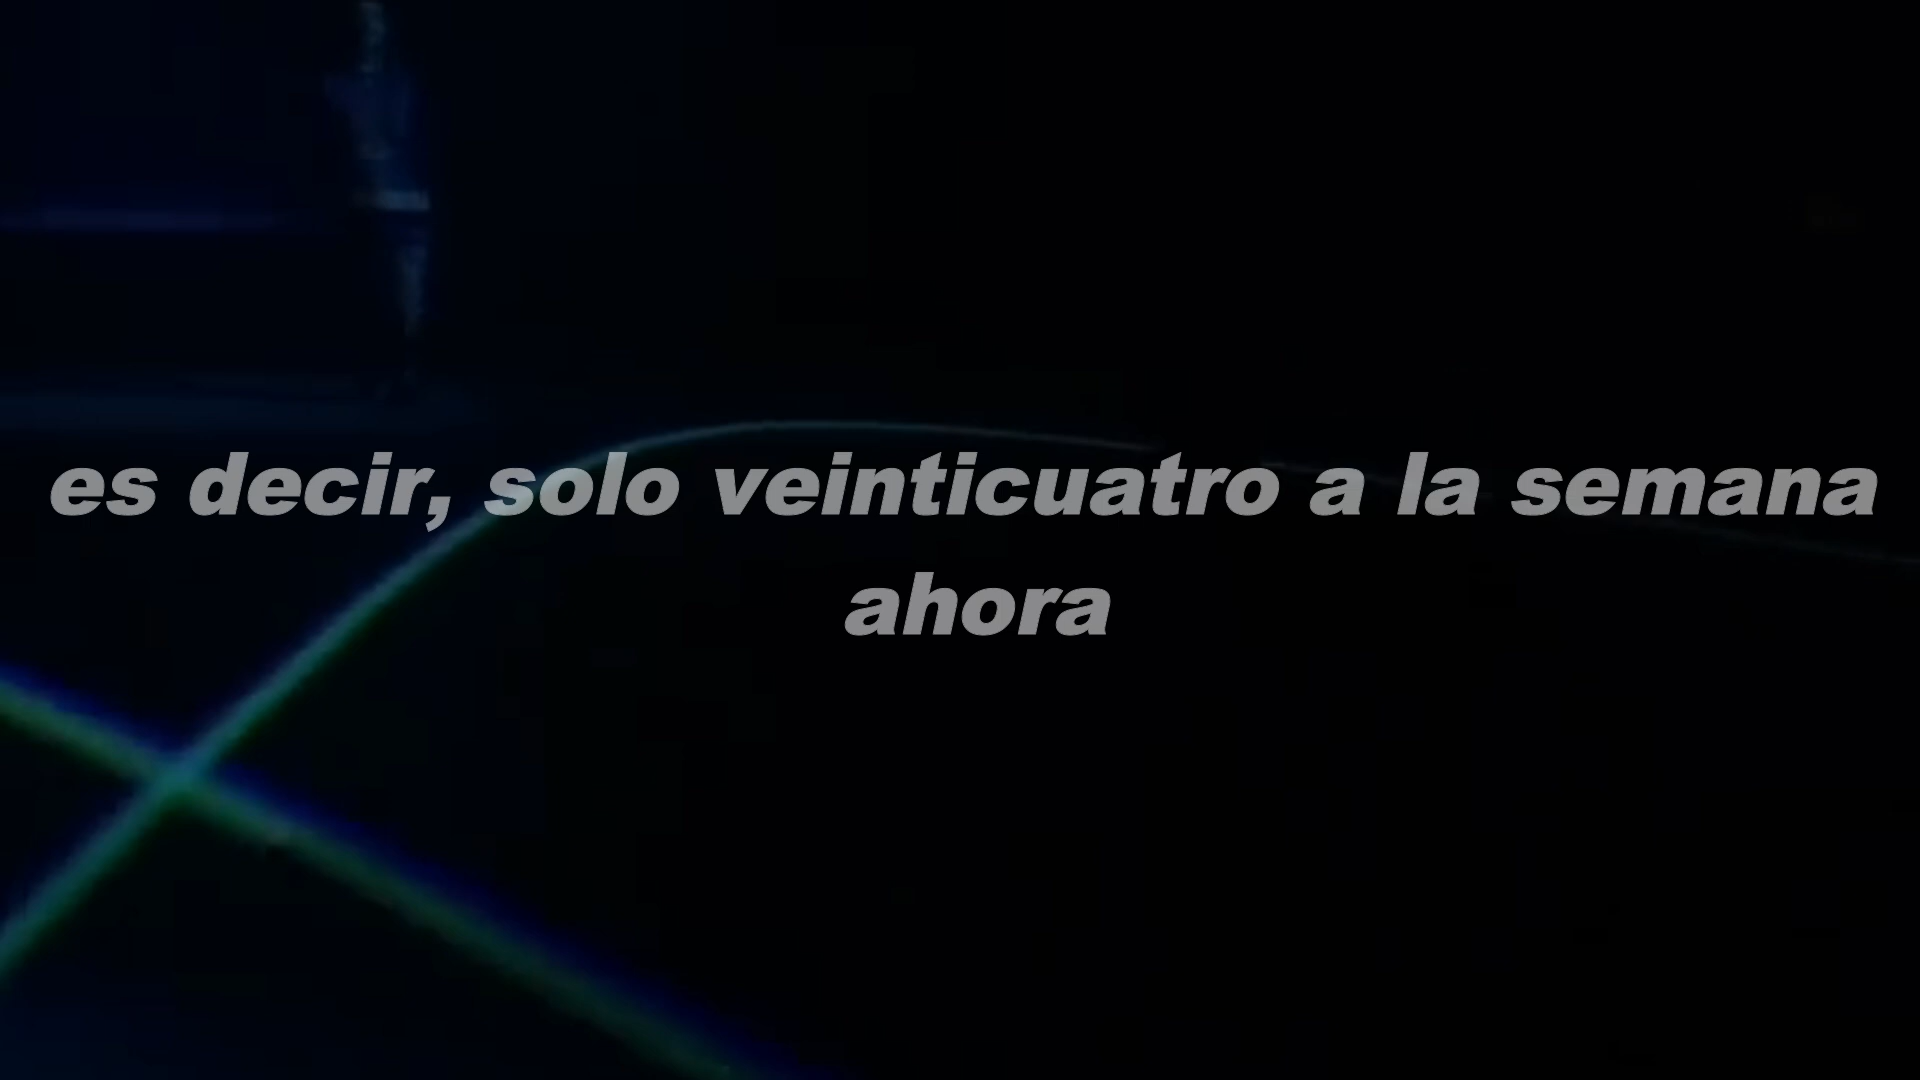 es decir, solo veinticuatro a la semana
ahora